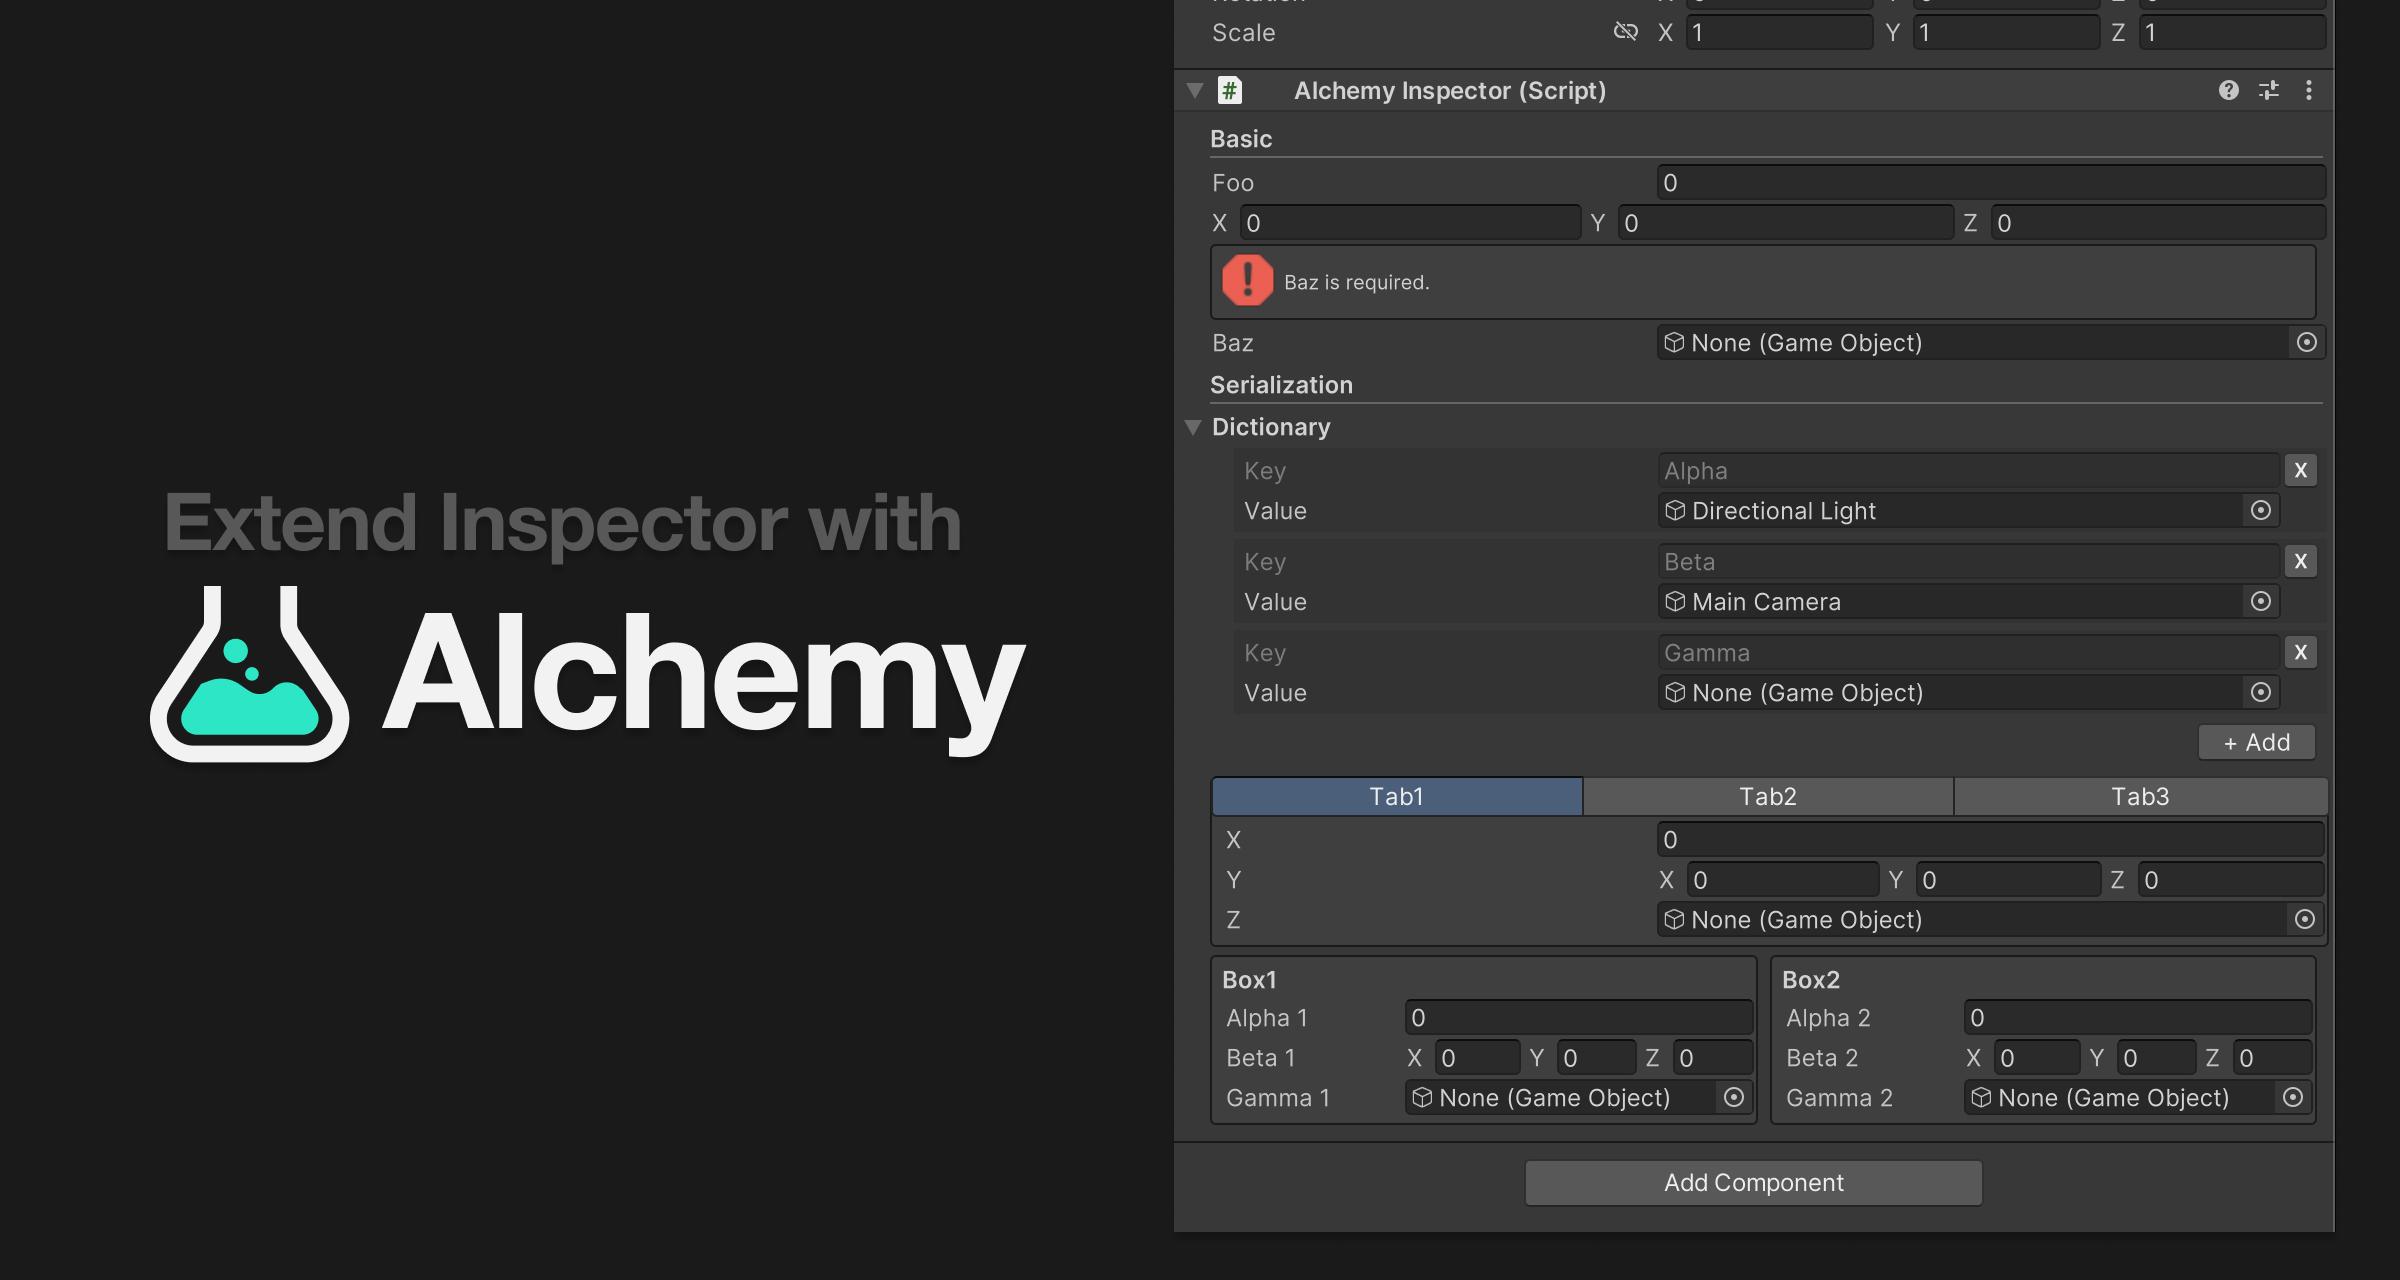 Extend Inspector with
Alchemy
Scale X 1 Y 1 Z 1
# Alchemy Inspector (Script) ?
Basic
Foo 0
X 0 Y 0 Z 0
! Baz is required.
Baz None (Game Object)
Serialization
Dictionary
Key Alpha X
Value Directional Light
Key Beta X
Value Main Camera
Key Gamma X
Value None (Game Object)
+ Add
Tab1 Tab2 Tab3
X 0
Y X 0 Y 0 Z 0
Z None (Game Object)
Box1
Alpha 1 0
Beta 1 X 0 Y 0 Z 0
Gamma 1 None (Game Object)
Box2
Alpha 2 0
Beta 2 X 0 Y 0 Z 0
Gamma 2 None (Game Object)
Add Component